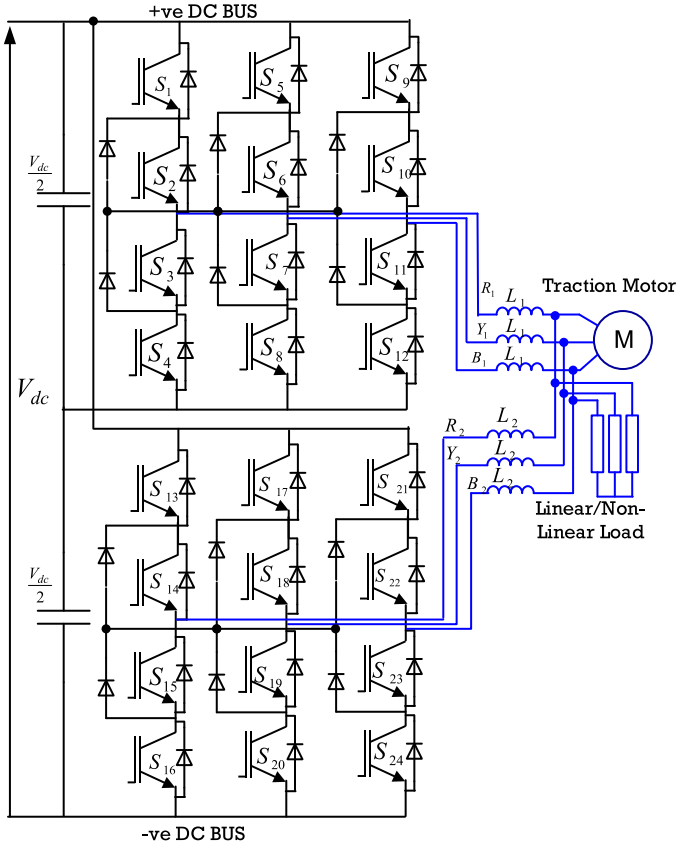 +ve DC BUS
S1 S5 S9
Vdc/2
S2 S6 S10
S3 S7 S11
R1 L1
Traction Motor
Y1 L1
M
B1 L1
S4 S8 S12
Vdc
R2 L2
Y2 L2
B2 L2
S13 S17 S21
Linear/Non-
Linear Load
Vdc/2
S14 S18 S22
S15 S19 S23
S16 S20 S24
-ve DC BUS